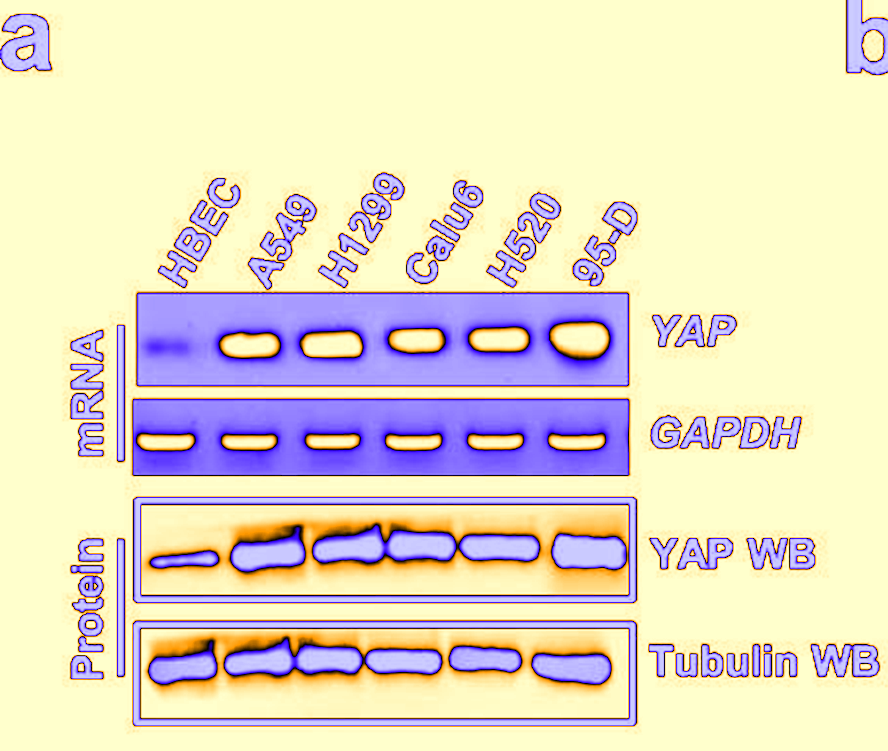 a
b
HBEC
A549
H1299
Calu6
H520
95-D
mRNA
YAP
GAPDH
Protein
YAP WB
Tubulin WB